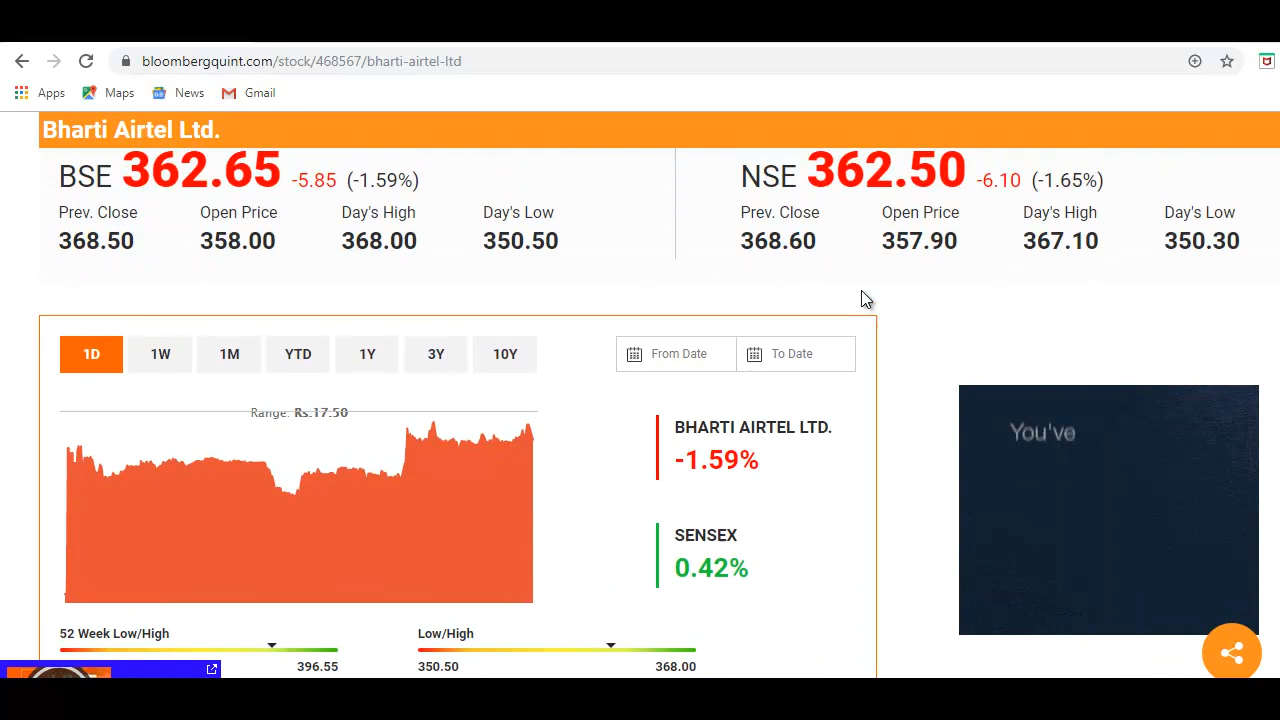 bloombergquint.com/stock/468567/bharti-airtel-ltd
Apps Maps News Gmail
Bharti Airtel Ltd.
BSE 362.65 -5.85 (-1.59%)
Prev. Close Open Price Day's High Day's Low
368.50 358.00 368.00 350.50
NSE 362.50 -6.10 (-1.65%)
Prev. Close Open Price Day's High Day's Low
368.60 357.90 367.10 350.30
1D 1W 1M YTD 1Y 3Y 10Y
From Date To Date
Range: Rs.17.50
BHARTI AIRTEL LTD.
-1.59%
SENSEX
0.42%
You've
52 Week Low/High
396.55
Low/High
350.50 368.00